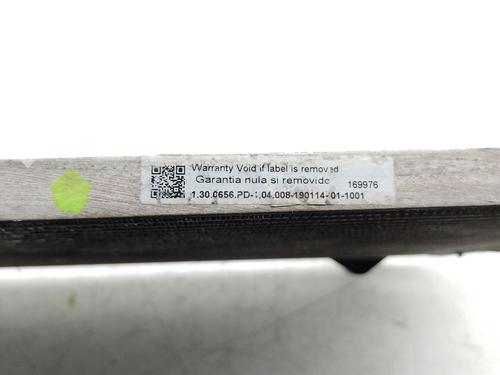 Warranty Void if label is removed
Garantia nula si removido 169976
1.30.0656.PD-1.04.008-190114-01-1001